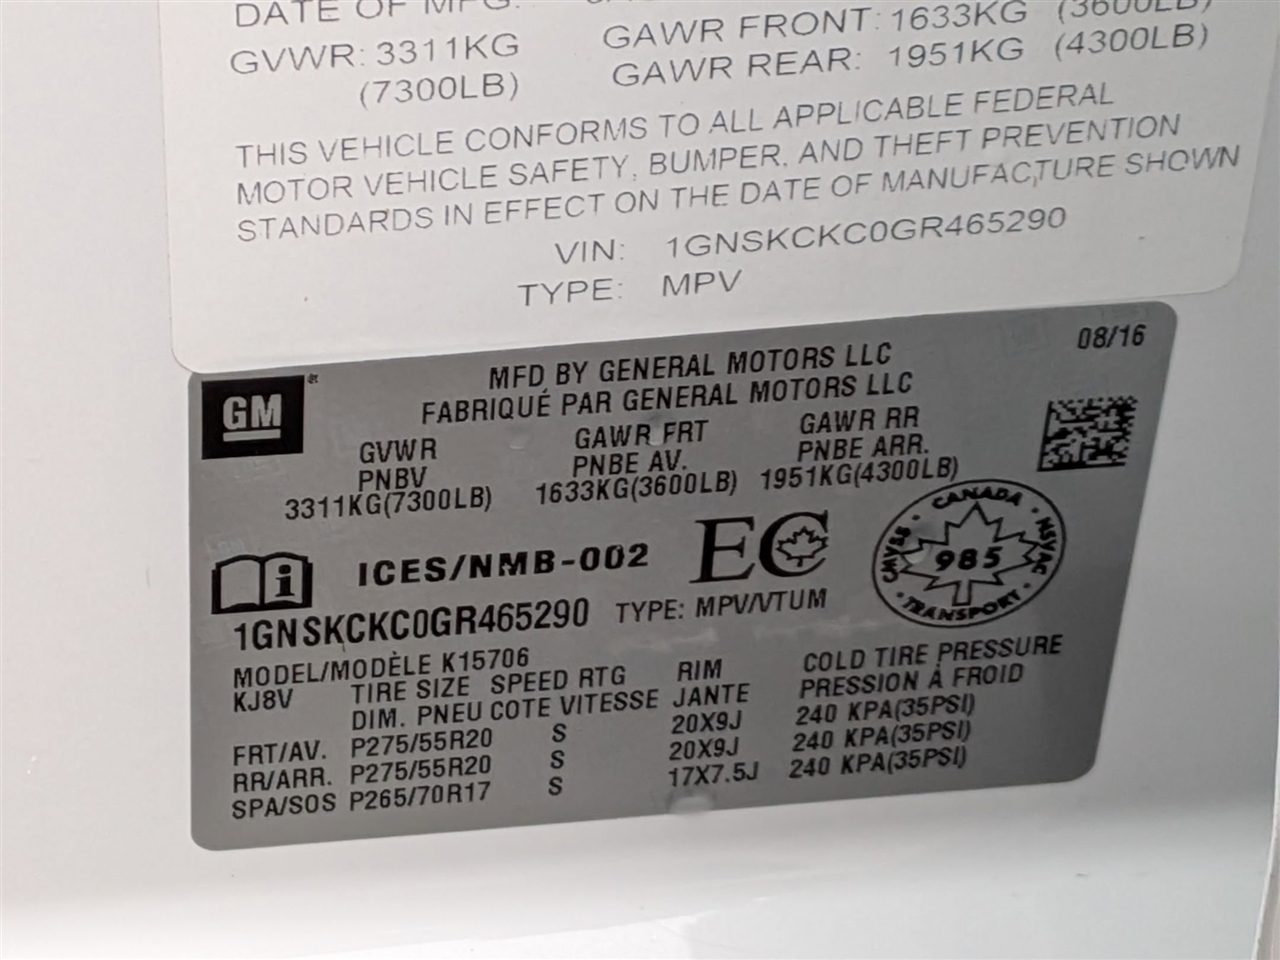 DATE OF MFG:
GVWR: 3311KG
(7300LB)
GAWR FRONT: 1633KG (3600LB)
GAWR REAR: 1951KG (4300LB)
THIS VEHICLE CONFORMS TO ALL APPLICABLE FEDERAL
MOTOR VEHICLE SAFETY, BUMPER, AND THEFT PREVENTION
STANDARDS IN EFFECT ON THE DATE OF MANUFACTURE SHOWN
VIN: 1GNSKCKC0GR465290
TYPE: MPV
08/16
GM
MFD BY GENERAL MOTORS LLC
FABRIQUÉ PAR GENERAL MOTORS LLC
GVWR GAWR FRT GAWR RR
PNBV PNBE AV. PNBE ARR.
3311KG(7300LB) 1633KG(3600LB) 1951KG(4300LB)
i ICES/NMB-002 EC
CANADA · NSVAC · TRANSPORT · CMVSS ·
985
1GNSKCKC0GR465290 TYPE: MPV/VTUM
MODEL/MODÈLE K15706
KJ8V TIRE SIZE SPEED RTG RIM COLD TIRE PRESSURE
DIM. PNEU COTE VITESSE JANTE PRESSION À FROID
FRT/AV. P275/55R20 S 20X9J 240 KPA(35PSI)
RR/ARR. P275/55R20 S 20X9J 240 KPA(35PSI)
SPA/SOS P265/70R17 S 17X7.5J 240 KPA(35PSI)